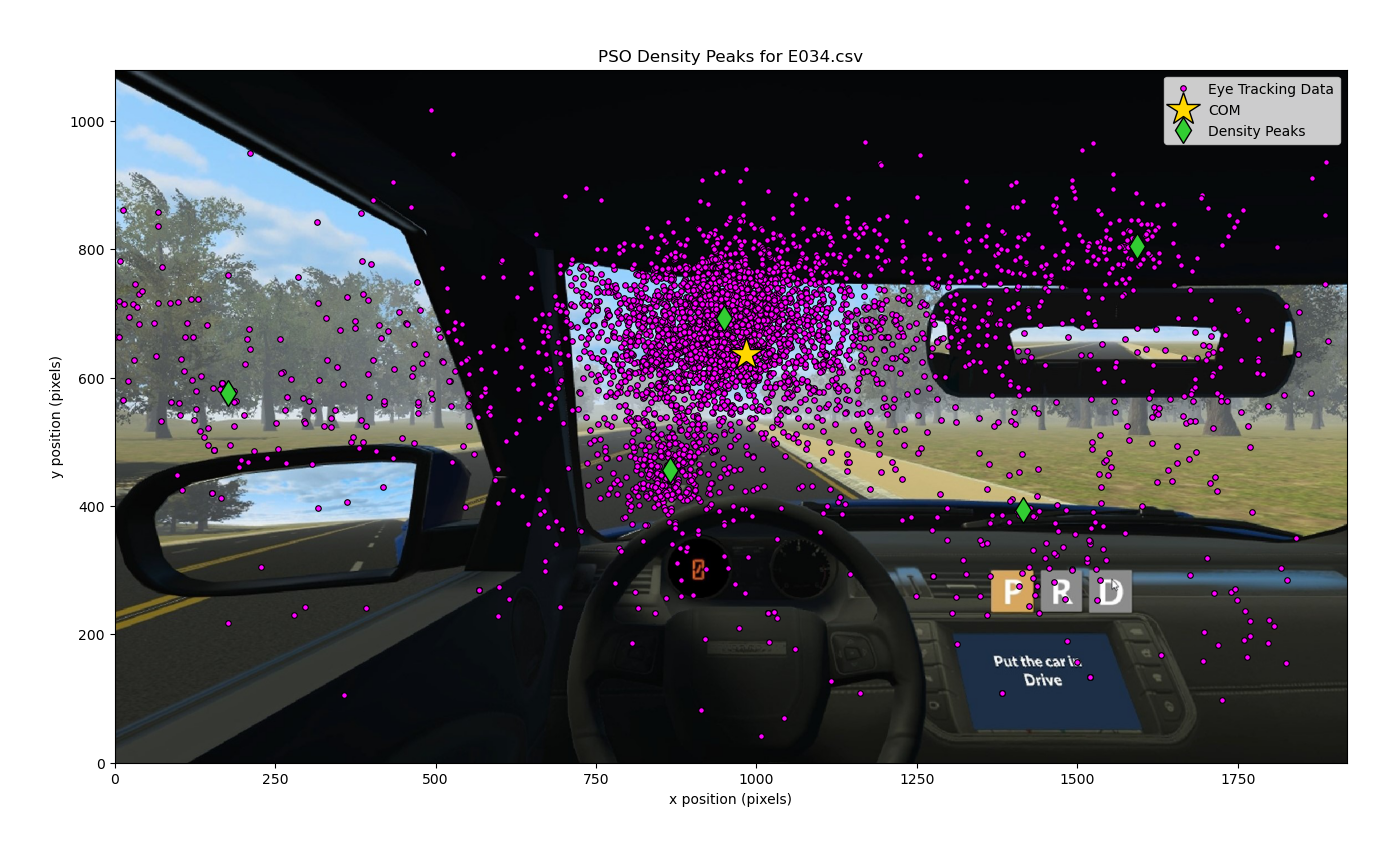 PSO Density Peaks for E034.csv
Eye Tracking Data
COM
Density Peaks
y position (pixels)
1000
800
600
400
200
0
0
P R D
Put the car in
Drive
0 250 500 750 1000 1250 1500 1750
x position (pixels)